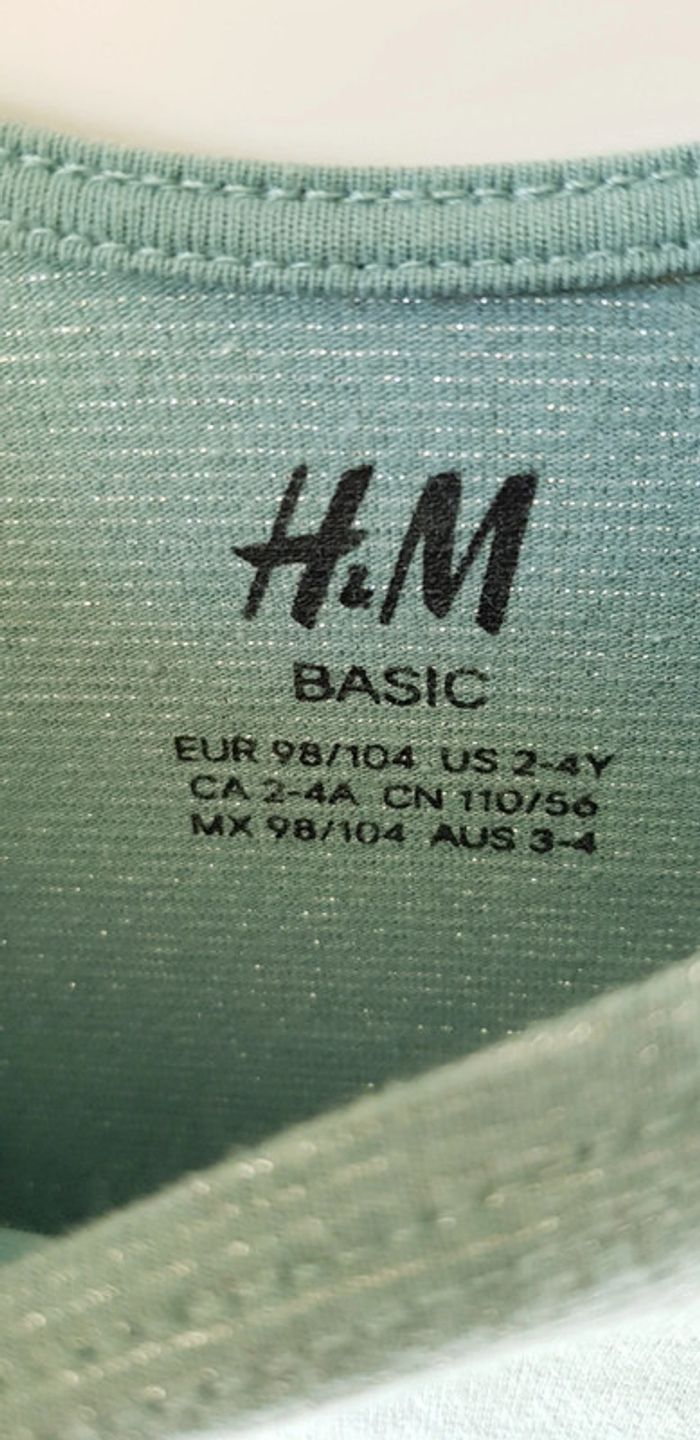 H&M
BASIC
EUR 98/104 US 2-4Y
CA 2-4A CN 110/56
MX 98/104 AUS 3-4